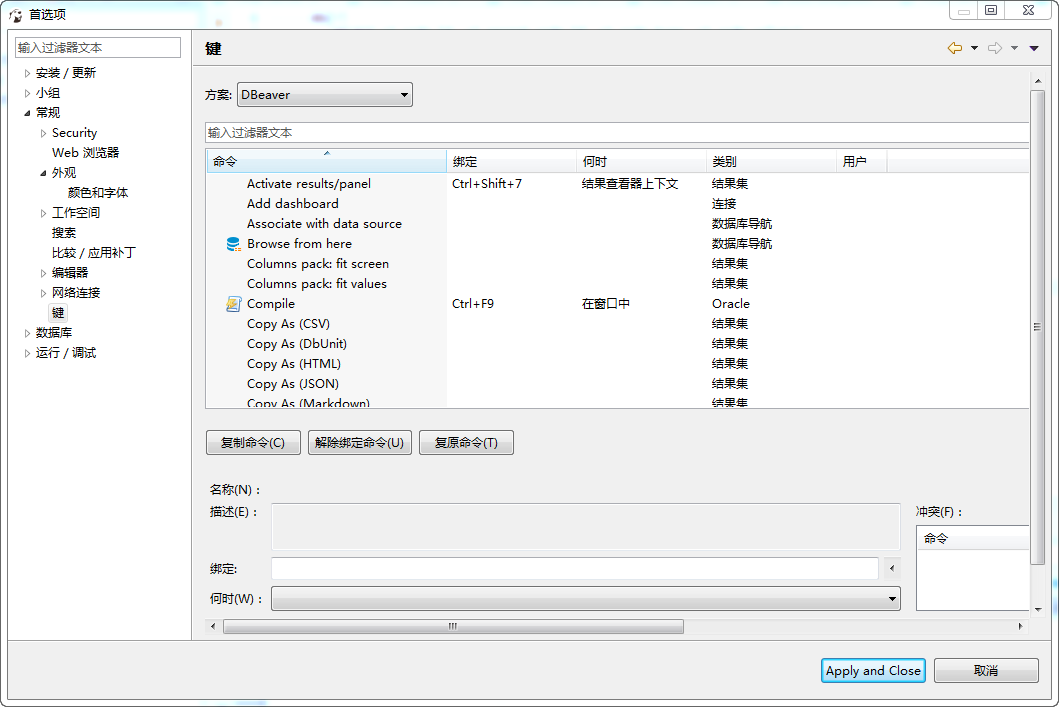 首选项
输入过滤器文本
安装 / 更新
小组
常规
Security
Web 浏览器
外观
颜色和字体
工作空间
搜索
比较 / 应用补丁
编辑器
网络连接
键
数据库
运行 / 调试
键
方案: DBeaver
输入过滤器文本
命令 绑定 何时 类别 用户
Activate results/panel Ctrl+Shift+7 结果查看器上下文 结果集
Add dashboard 连接
Associate with data source 数据库导航
Browse from here 数据库导航
Columns pack: fit screen 结果集
Columns pack: fit values 结果集
Compile Ctrl+F9 在窗口中 Oracle
Copy As (CSV) 结果集
Copy As (DbUnit) 结果集
Copy As (HTML) 结果集
Copy As (JSON) 结果集
Copy As (Markdown) 结果集
复制命令(C) 解除绑定命令(U) 复原命令(T)
名称(N) :
描述(E) : 冲突(F) :
命令
绑定:
何时(W) :
Apply and Close 取消